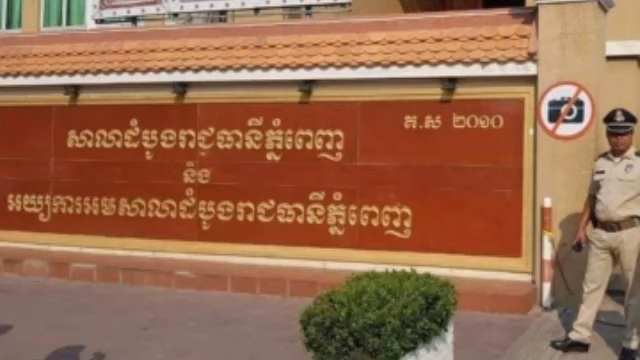 គ.ស ២០១០
សាលាដំបូងរាជធានីភ្នំពេញ
និង
អយ្យការអមសាលាដំបូងរាជធានីភ្នំពេញ